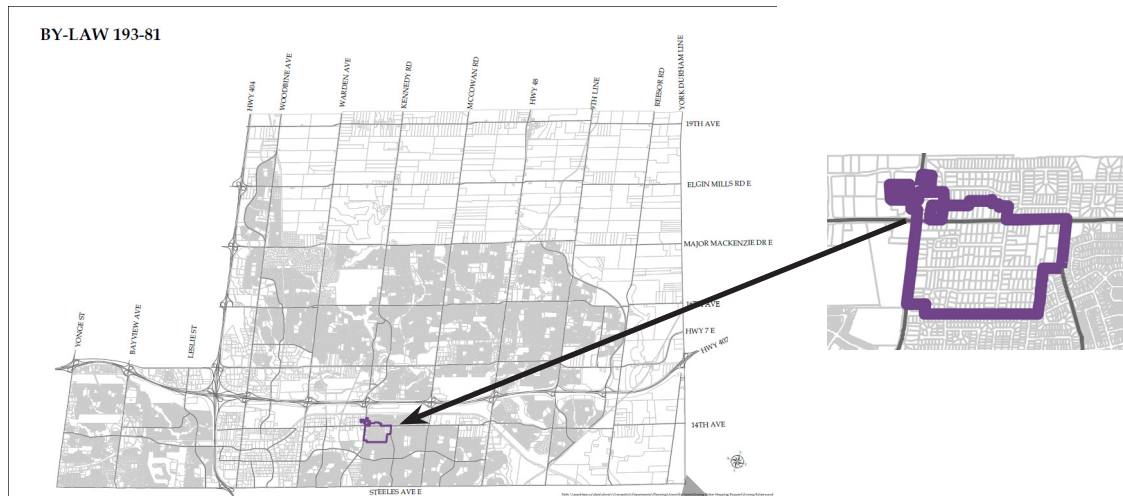 BY-LAW 193-81
HWY 404
WOODBINE AVE
WARDEN AVE
KENNEDY RD
MCCOWAN RD
HWY 48
9TH LINE
REESOR RD
YORK DURHAM LINE
19TH AVE
ELGIN MILLS RD E
MAJOR MACKENZIE DR E
HWY 7 E
HWY 407
YONGE ST
BAYVIEW AVE
LESLIE ST
14TH AVE
STEELES AVE E